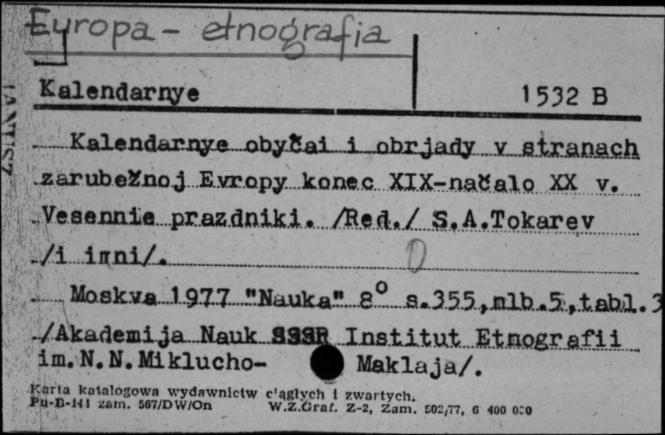 Europa - etnografia
Kalendarnye 1532 B
Kalendarnye obyčai i obrjady v stranach
zarubežnoj Evropy konec XIX-načalo XX v.
Vesennie prazdniki. /Red./ S.A.Tokarev
/i inni/.
Moskva 1977 "Nauka" 8° s.355,nlb.5,tabl.3
/Akademija Nauk SSSR Institut Etnografii
im.N.N.Miklucho- Maklaja/.
Karta katalogowa wydawnictw ciągłych i zwartych.
Pu-B-141 zam. 567/DW/On W.Z.Graf. Z-2, Zam. 502/77, 6 400 000